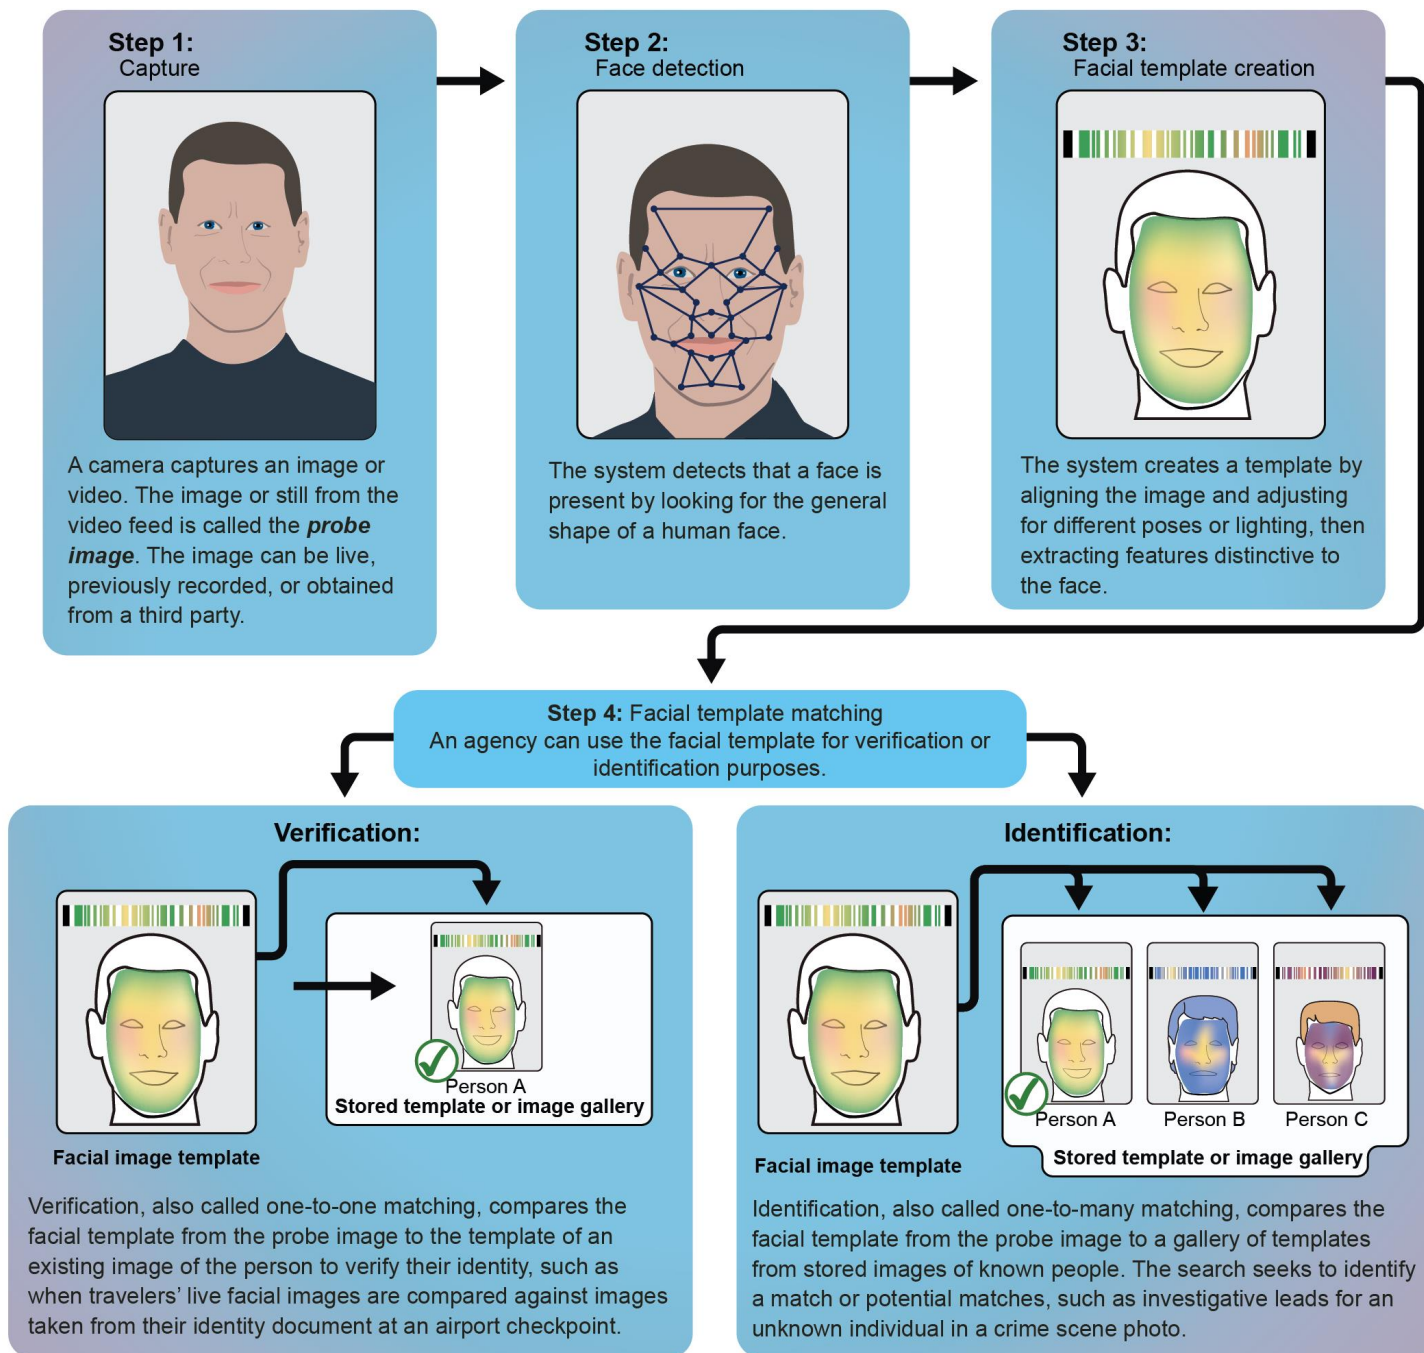 Step 1:
Capture
A camera captures an image or
video. The image or still from the
video feed is called the probe
image. The image can be live,
previously recorded, or obtained
from a third party.
Step 2:
Face detection
The system detects that a face is
present by looking for the general
shape of a human face.
Step 3:
Facial template creation
The system creates a template by
aligning the image and adjusting
for different poses or lighting, then
extracting features distinctive to
the face.
Step 4: Facial template matching
An agency can use the facial template for verification or
identification purposes.
Verification:
Person A
Stored template or image gallery
Facial image template
Verification, also called one-to-one matching, compares the
facial template from the probe image to the template of an
existing image of the person to verify their identity, such as
when travelers’ live facial images are compared against images
taken from their identity document at an airport checkpoint.
Identification:
Person A
Person B
Person C
Stored template or image gallery
Facial image template
Identification, also called one-to-many matching, compares the
facial template from the probe image to a gallery of templates
from stored images of known people. The search seeks to identify
a match or potential matches, such as investigative leads for an
unknown individual in a crime scene photo.